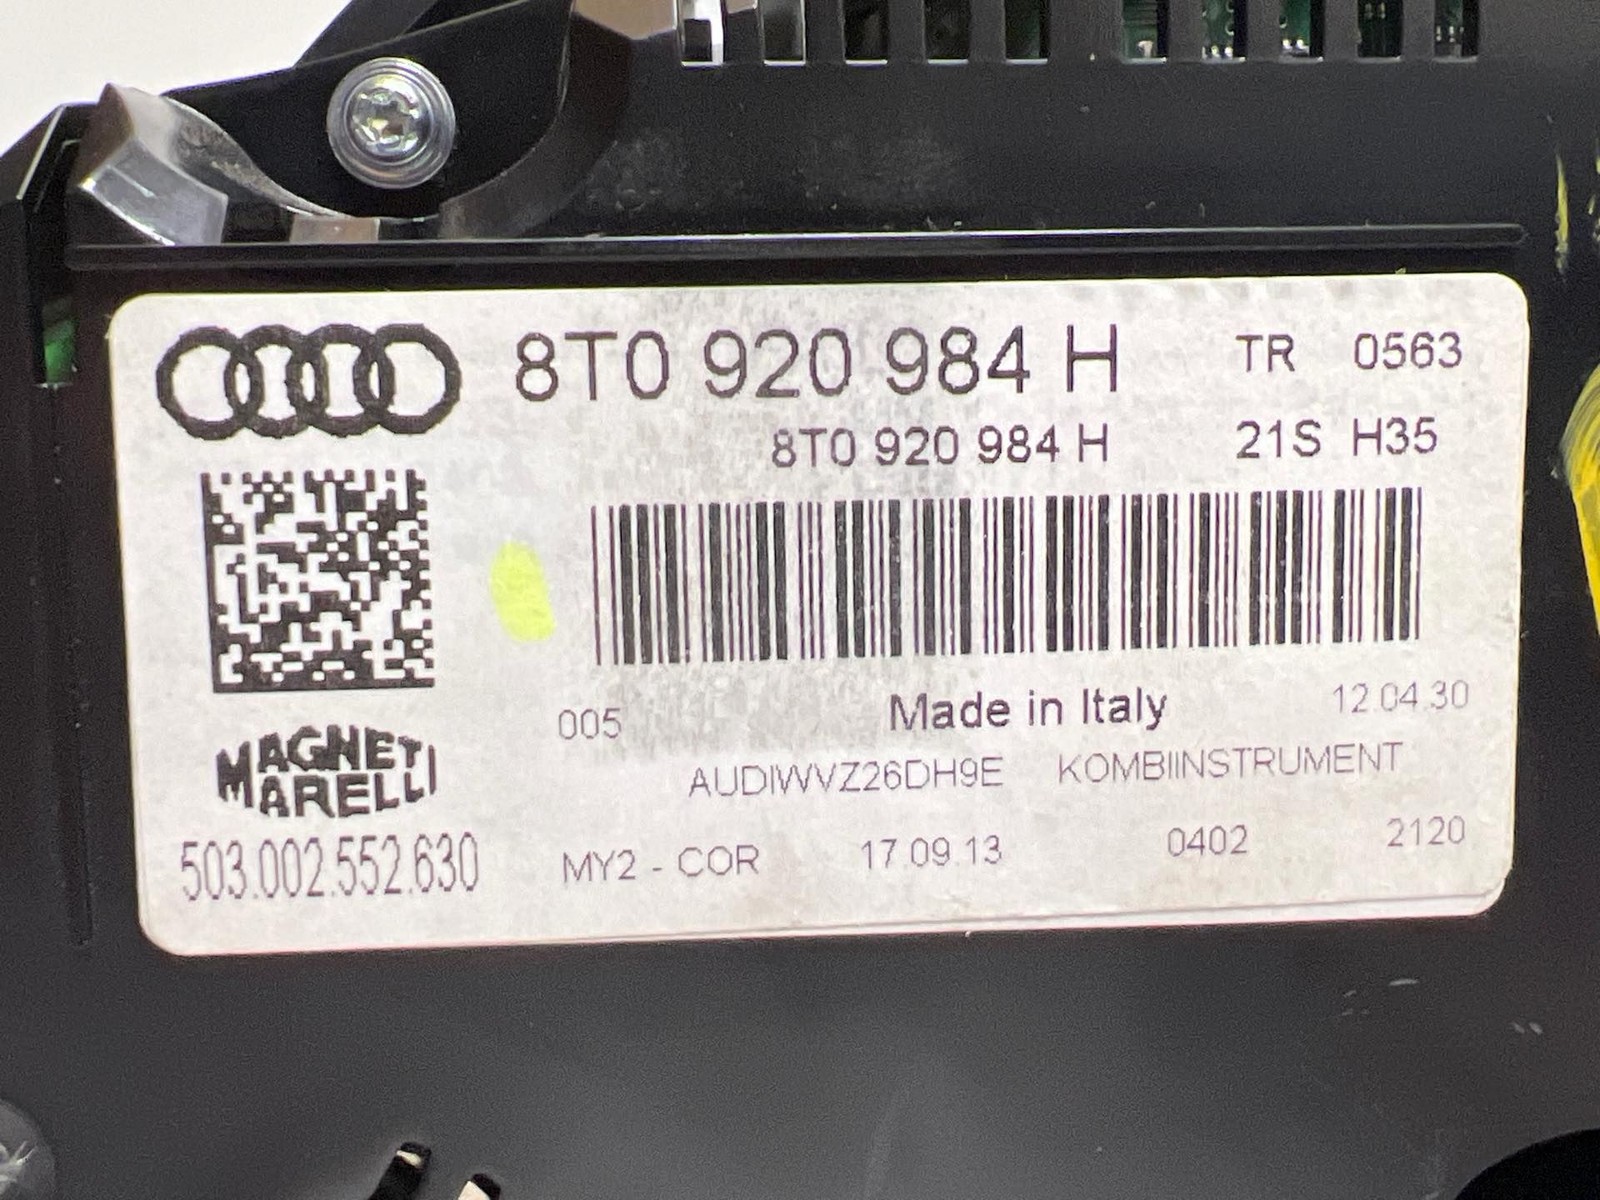 8T0 920 984 H TR 0563
8T0 920 984 H 21S H35
005 Made in Italy 12.04.30
AUDIWVZ26DH9E KOMBIINSTRUMENT
MAGNETI
MARELLI
503.002.552.630 MY2 - COR 17.09.13 0402 2120